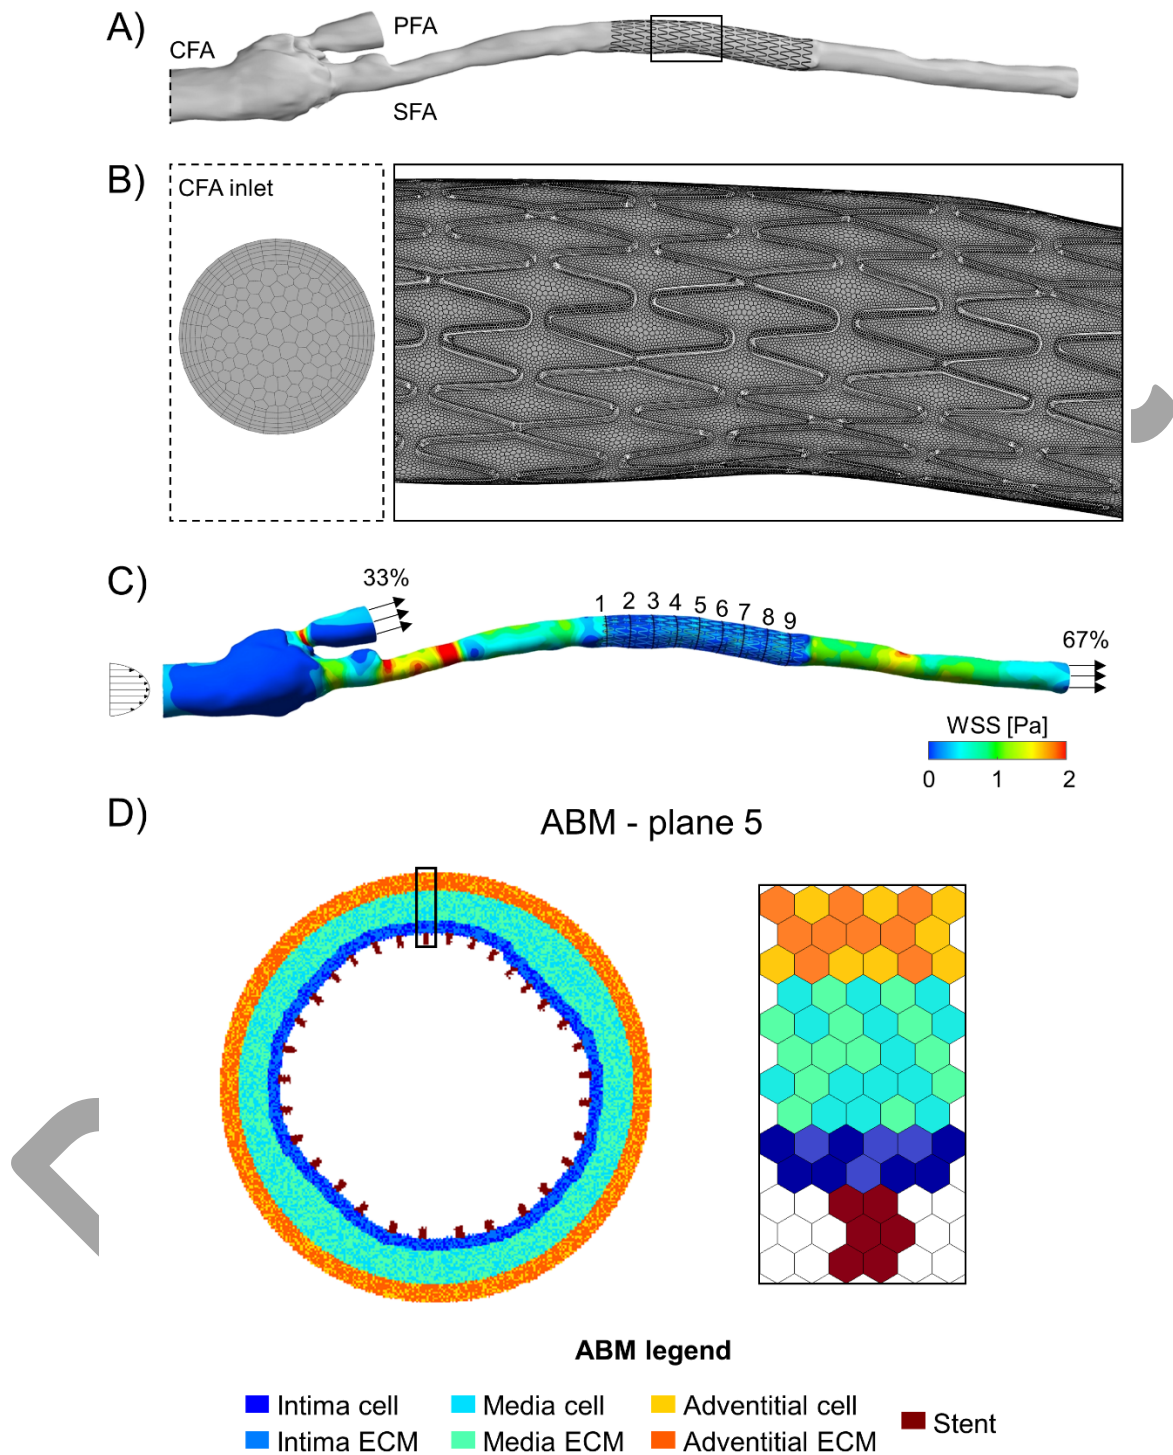 A)
CFA
PFA
SFA
B)
CFA inlet
C)
33%
1 2 3 4 5 6 7 8 9
67%
WSS [Pa]
0 1 2
D)
ABM - plane 5
ABM legend
Intima cell Media cell Adventitial cell Stent
Intima ECM Media ECM Adventitial ECM